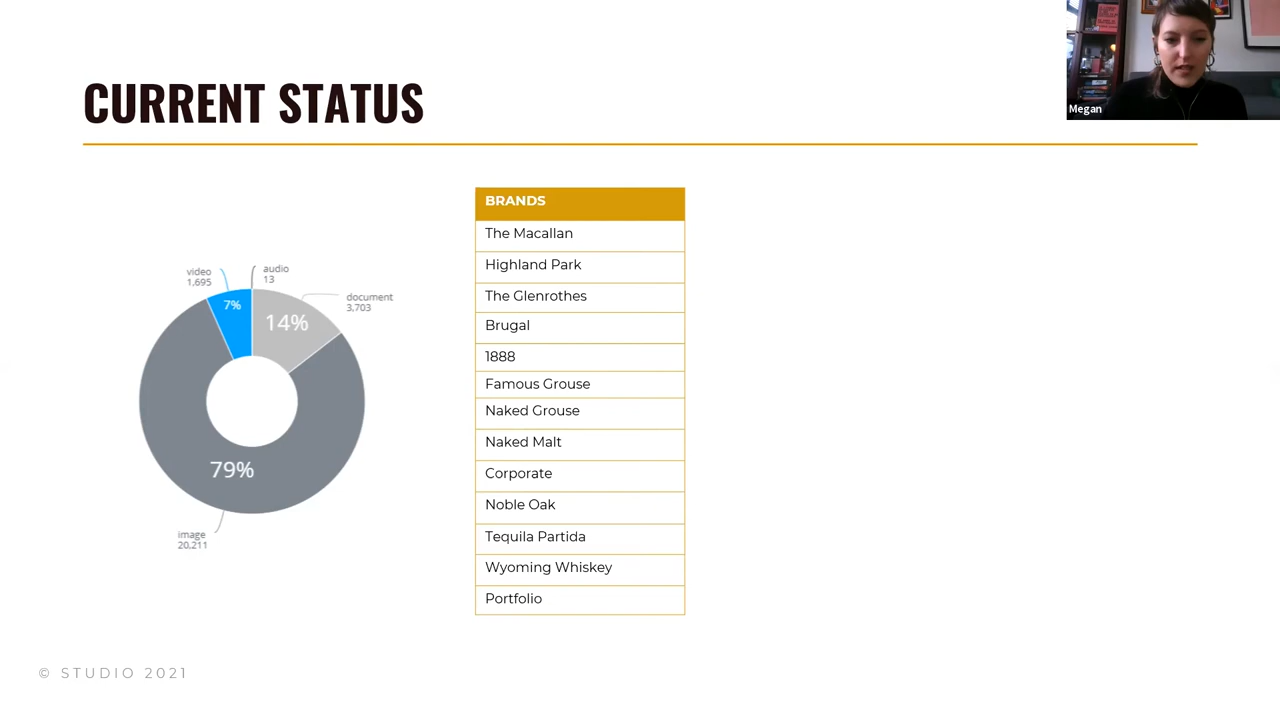 CURRENT STATUS
Megan
video
1,695
audio
13
document
3,703
7%
14%
79%
image
20,211
BRANDS
The Macallan
Highland Park
The Glenrothes
Brugal
1888
Famous Grouse
Naked Grouse
Naked Malt
Corporate
Noble Oak
Tequila Partida
Wyoming Whiskey
Portfolio
© STUDIO 2021